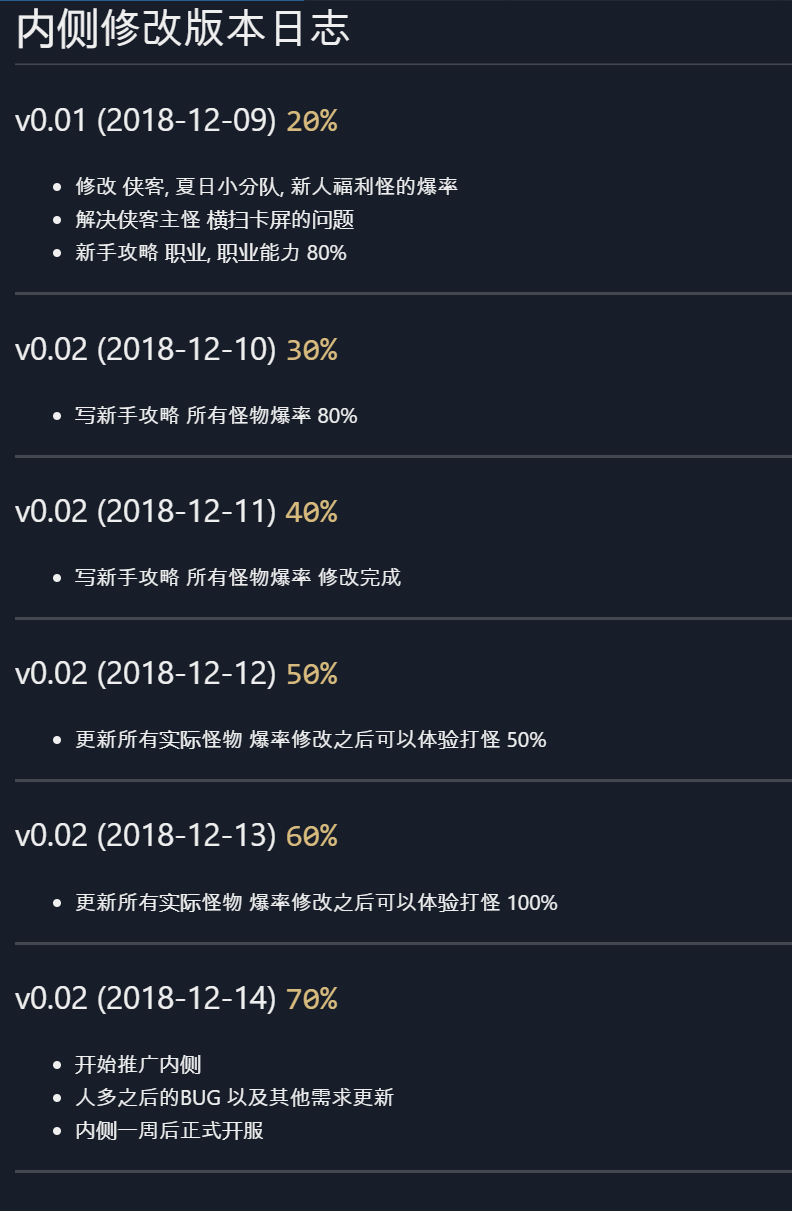 内侧修改版本日志
v0.01 (2018-12-09) 20%
修改 侠客, 夏日小分队, 新人福利怪的爆率
解决侠客主怪 横扫卡屏的问题
新手攻略 职业, 职业能力 80%
v0.02 (2018-12-10) 30%
写新手攻略 所有怪物爆率 80%
v0.02 (2018-12-11) 40%
写新手攻略 所有怪物爆率 修改完成
v0.02 (2018-12-12) 50%
更新所有实际怪物 爆率修改之后可以体验打怪 50%
v0.02 (2018-12-13) 60%
更新所有实际怪物 爆率修改之后可以体验打怪 100%
v0.02 (2018-12-14) 70%
开始推广内侧
人多之后的BUG 以及其他需求更新
内侧一周后正式开服